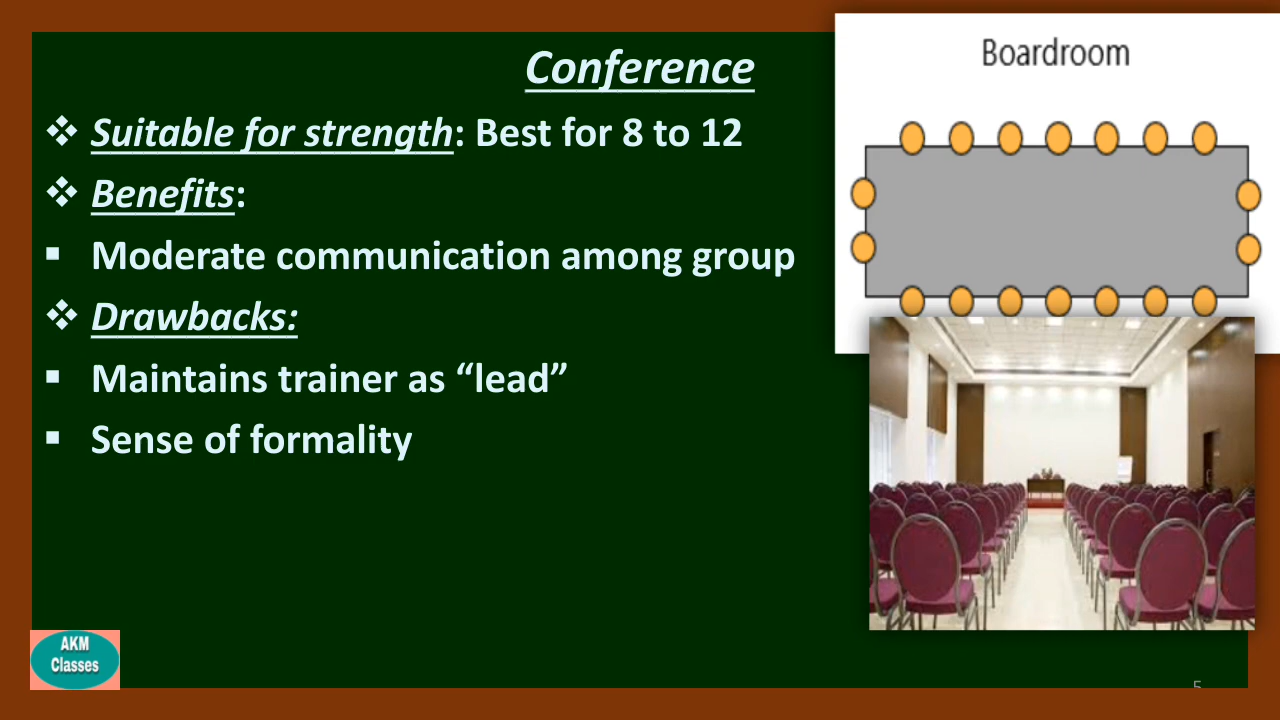 Conference
❖ Suitable for strength: Best for 8 to 12
❖ Benefits:
▪ Moderate communication among group
❖ Drawbacks:
▪ Maintains trainer as “lead”
▪ Sense of formality
Boardroom
AKM
Classes
5